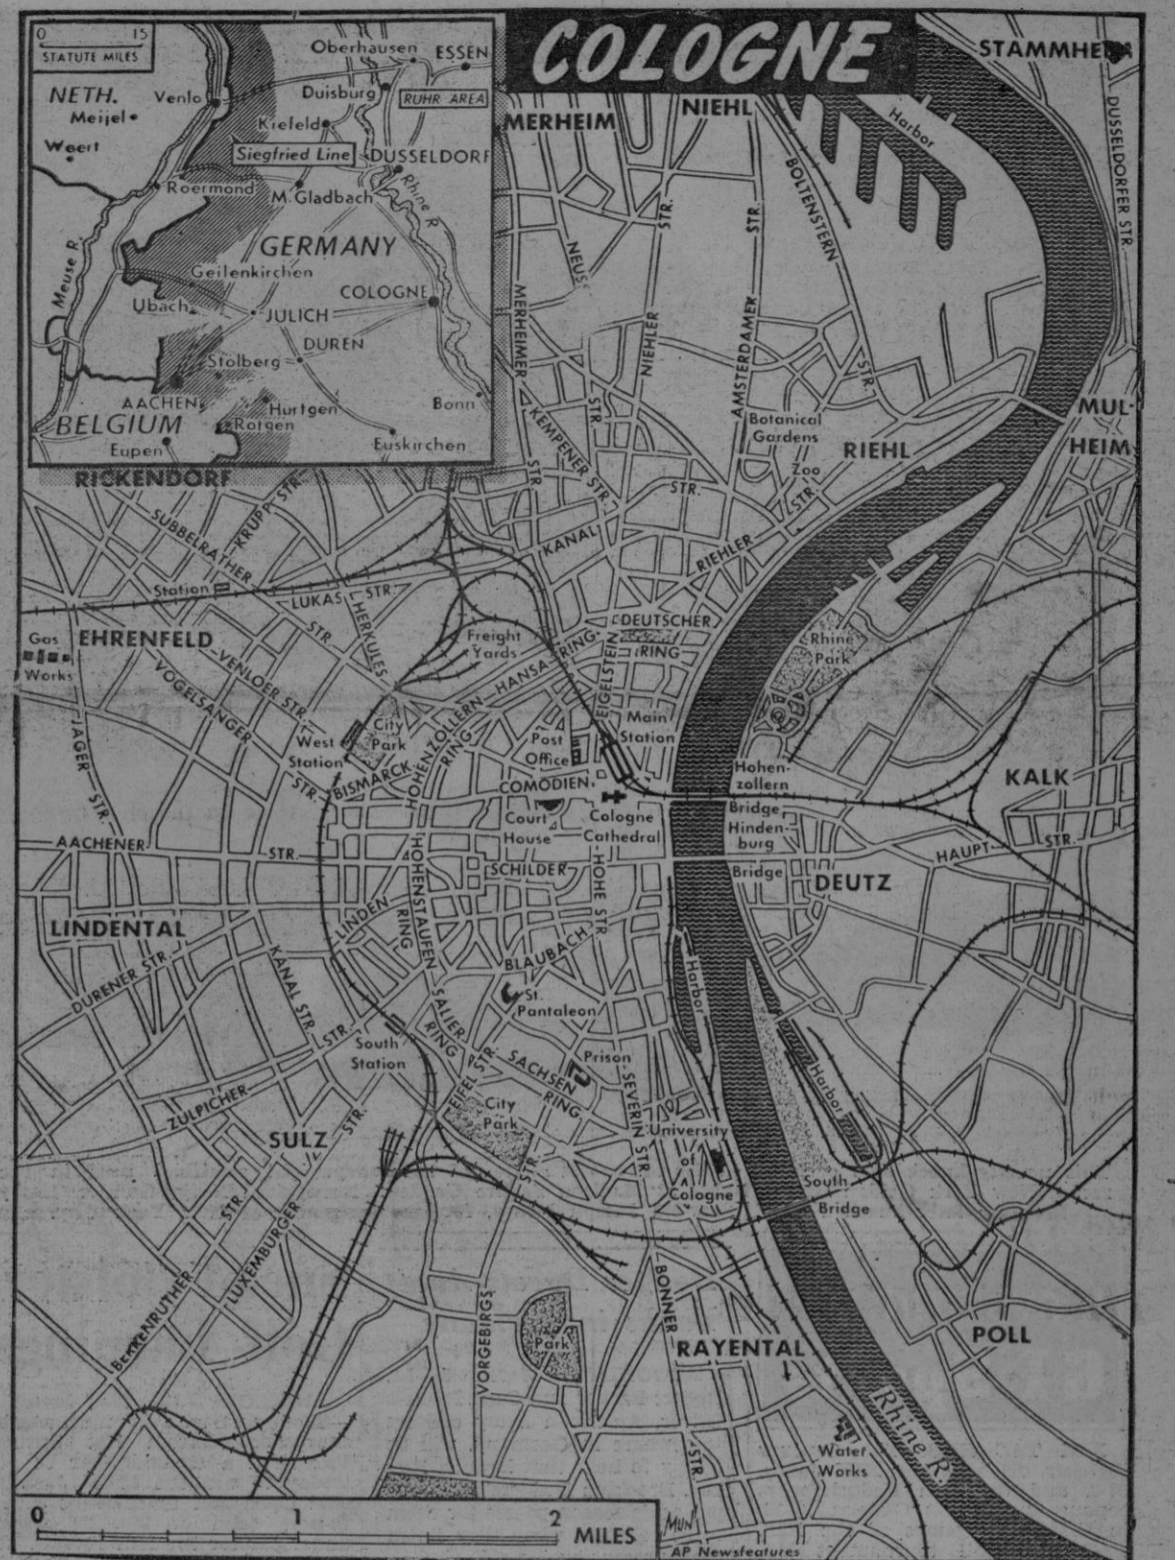 COLOGNE
0 15
STATUTE MILES
NETH.
Meijel
Weert
Venlo
Roermond
Meuse R.
Oberhausen
ESSEN
Duisburg
RUHR AREA
Kiefeld
Siegfried Line
DUSSELDORF
M. Gladbach
Rhine R
GERMANY
Geilenkirchen
COLOGNE
Ubach
JULICH
DUREN
Stolberg
AACHEN
Hurtgen
Rotgen
BELGIUM
Eupen
Euskirchen
Bonn
MERHEIM
NIEHL
Harbor
STAMMHEIM
DUSSELDORFER STR.
BOLTENSTERN
STR.
STR.
STR.
NEUSE
MERHEIMER
STR.
NIEHLER
STR.
AMSTERDAMER
KEMPENER STR.
STR.
Botanical
Gardens
Zoo
STR.
RIEHL
MUL-
HEIM
RICKENDORF
SUBBELRATHER
STR.
KRUPP STR.
KANAL
RIEHLER
Station
LUKAS STR.
HERKULES
Gas
Works
EHRENFELD
VENLOER STR.
VOGELSANGER
STR.
JAGER
STR.
Freight
Yards
DEUTSCHER
RING
HANSA-RING
HOHENZOLLERN
RING
EIGELSTEIN
Rhine
Park
City
Park
West
Station
BISMARCK
Post
Office
Main
Station
COMODIEN.
Court
House
Cologne
Cathedral
Hohen-
zollern
Bridge
Hinden-
burg
Bridge
KALK
HAUPT STR.
AACHENER
STR.
SCHILDER
HOHE STR.
DEUTZ
LINDENTAL
LINDEN
HOHENSTAUFEN
RING
DURENER STR.
KANAL STR.
STR.
BLAUBACH
St.
Pantaleon
Harbor
SALIER
RING
STR.
South
Station
EIFEL
SACHSEN
RING
Prison
SEVERIN STR.
Harbor
City
Park
STR.
University
of
Cologne
ZULPICHER
SULZ
STR.
STR.
LUXEMBURGER
South
Bridge
VORGEBIRGS
Park
BONNER
STR.
RAYENTAL
POLL
Rhine R.
Water
Works
0 1 2 MILES
MUN
AP Newsfeatures